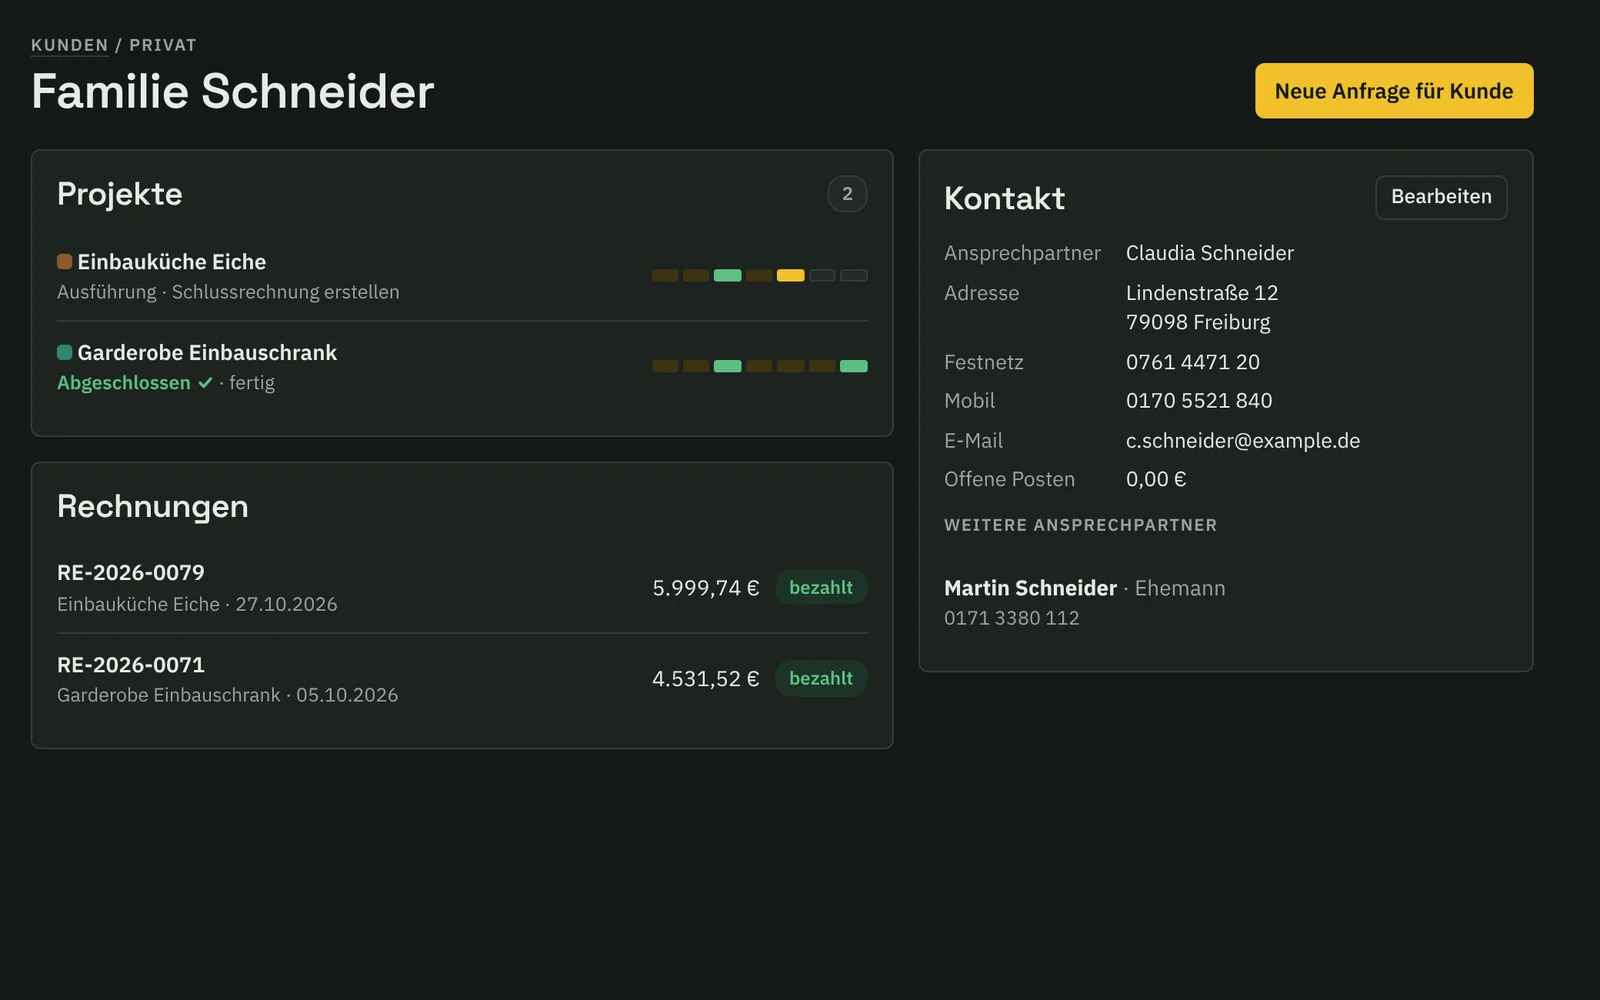 KUNDEN / PRIVAT
Familie Schneider
Neue Anfrage für Kunde
Projekte
2
Einbauküche Eiche
Ausführung · Schlussrechnung erstellen
Garderobe Einbauschrank
Abgeschlossen ✓ · fertig
Rechnungen
RE-2026-0079
Einbauküche Eiche · 27.10.2026
5.999,74 € bezahlt
RE-2026-0071
Garderobe Einbauschrank · 05.10.2026
4.531,52 € bezahlt
Kontakt
Bearbeiten
Ansprechpartner Claudia Schneider
Adresse Lindenstraße 12
79098 Freiburg
Festnetz 0761 4471 20
Mobil 0170 5521 840
E-Mail c.schneider@example.de
Offene Posten 0,00 €
WEITERE ANSPRECHPARTNER
Martin Schneider · Ehemann
0171 3380 112